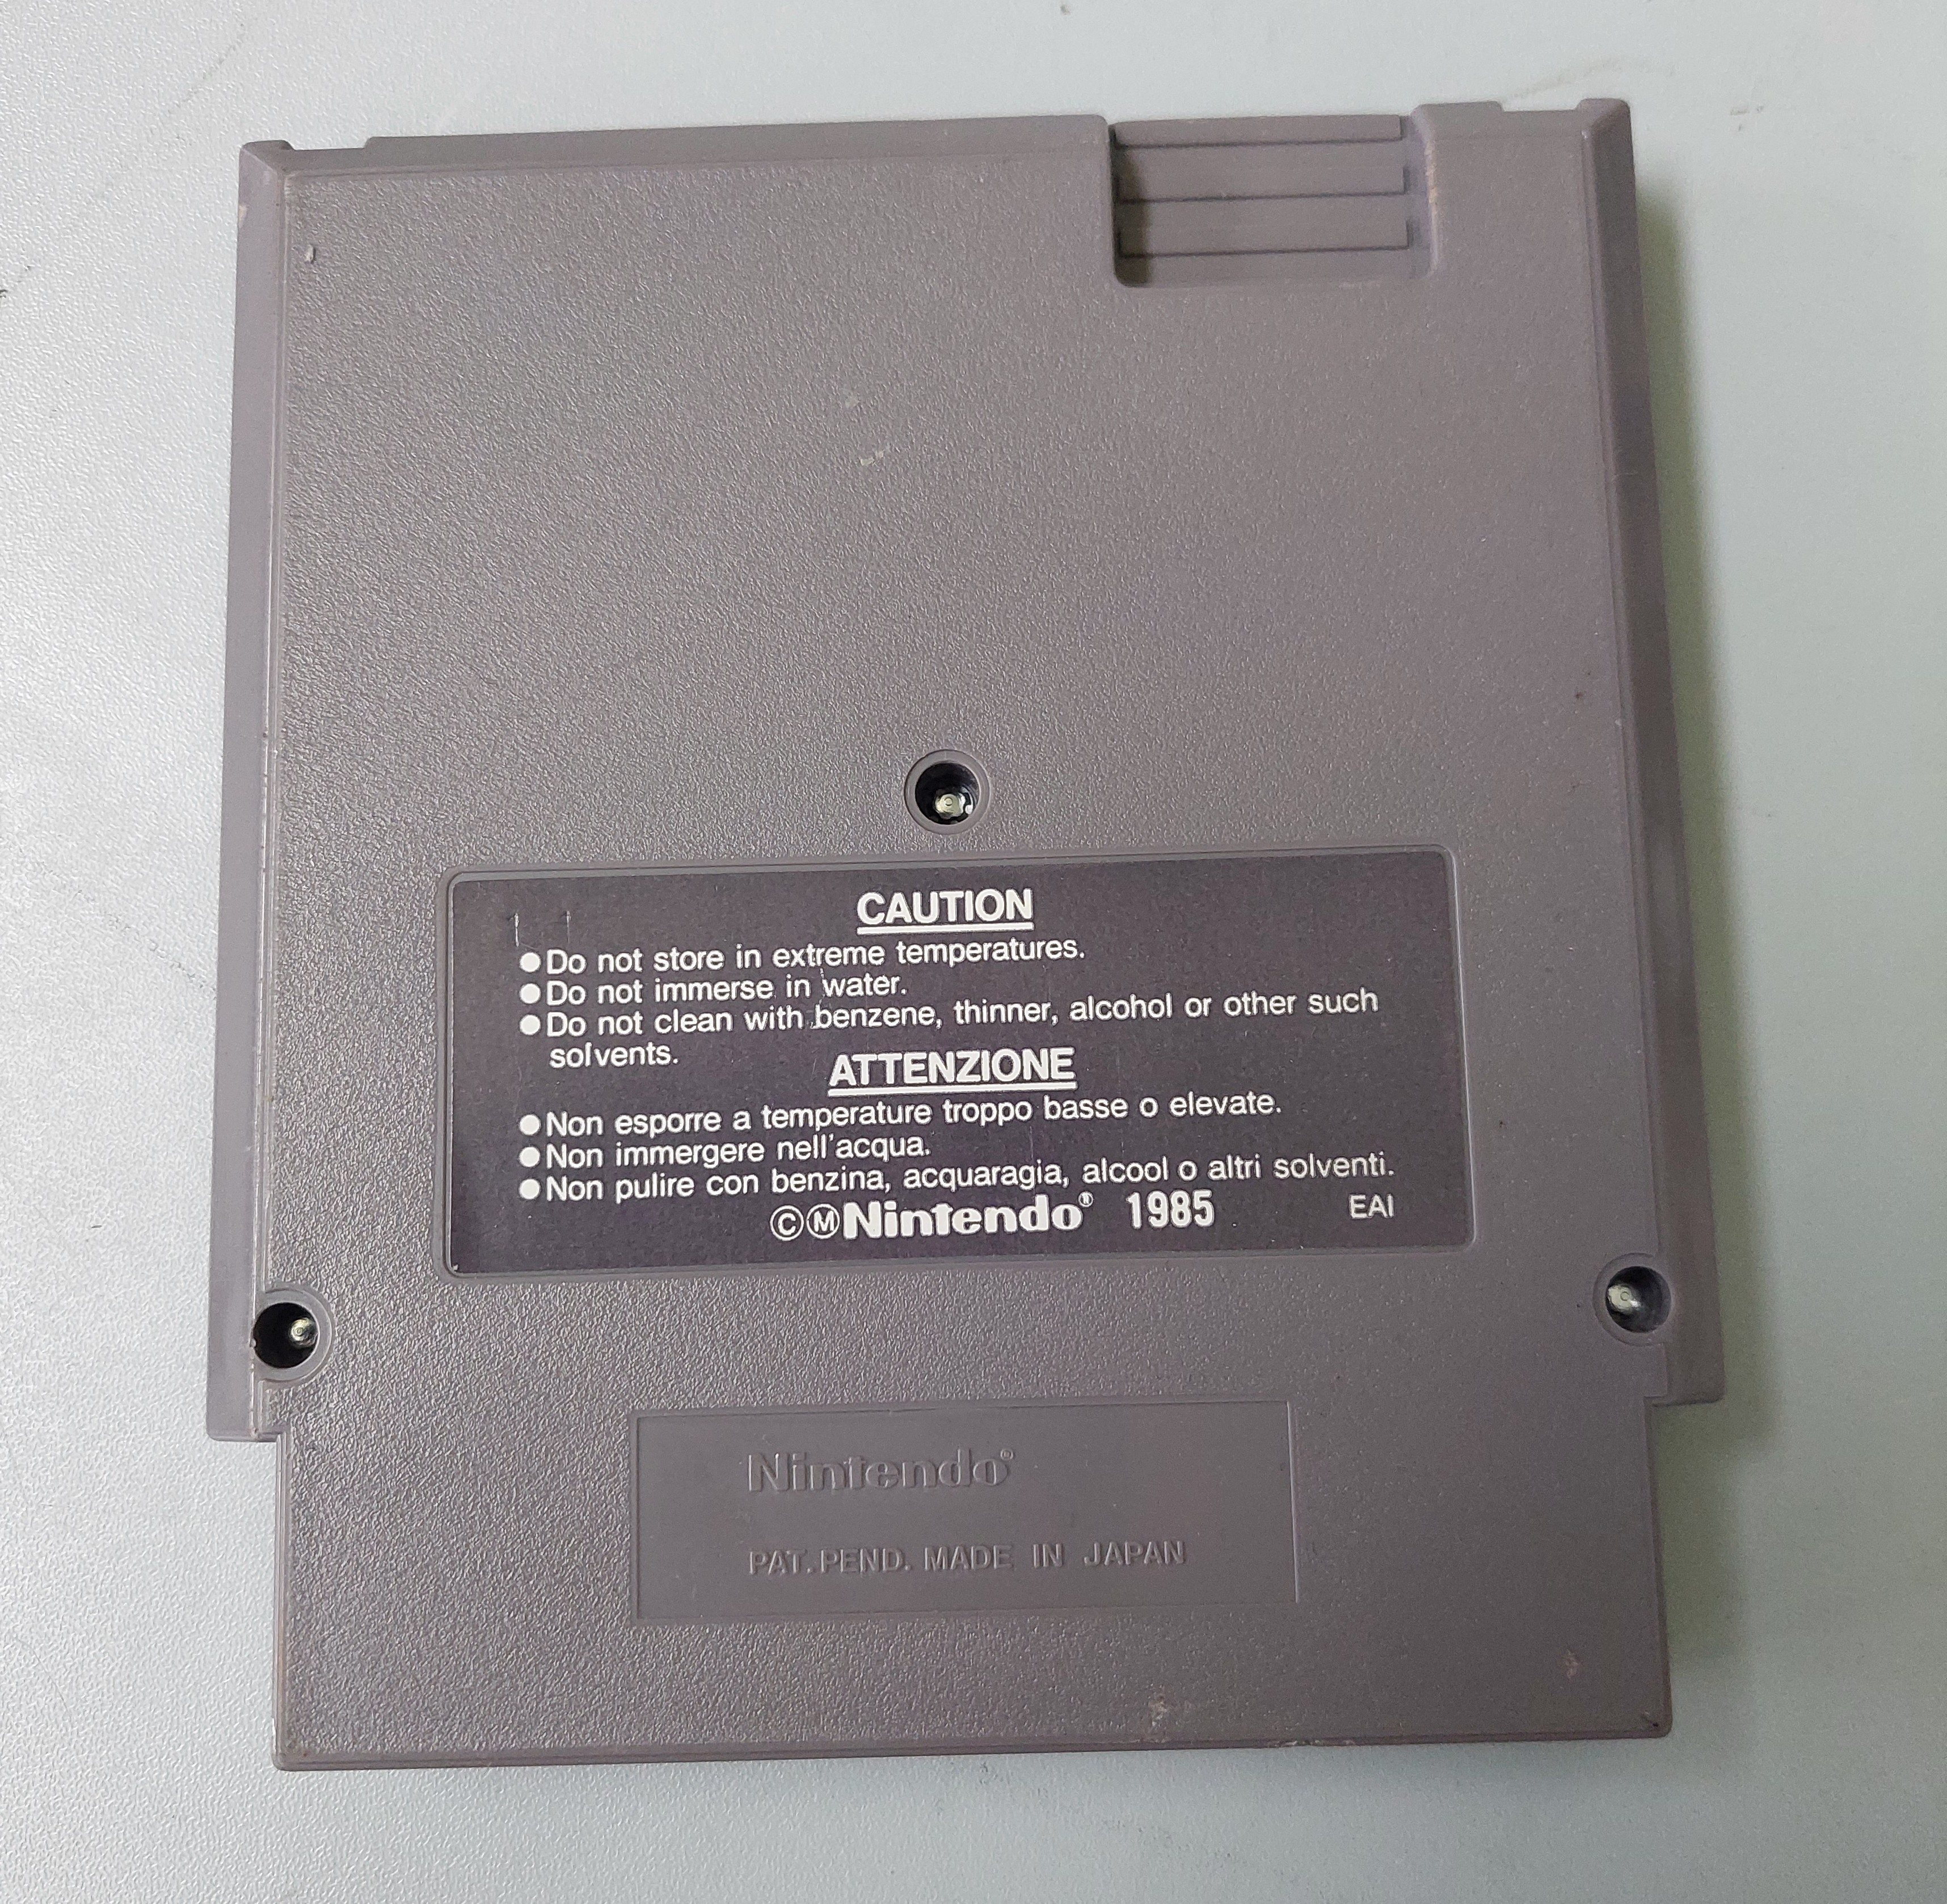 CAUTION
●Do not store in extreme temperatures.
●Do not immerse in water.
●Do not clean with benzene, thinner, alcohol or other such
solvents.
ATTENZIONE
●Non esporre a temperature troppo basse o elevate.
●Non immergere nell'acqua.
●Non pulire con benzina, acquaragia, alcool o altri solventi.
©ⓂNintendo® 1985 EAI
Nintendo®
PAT. PEND. MADE IN JAPAN